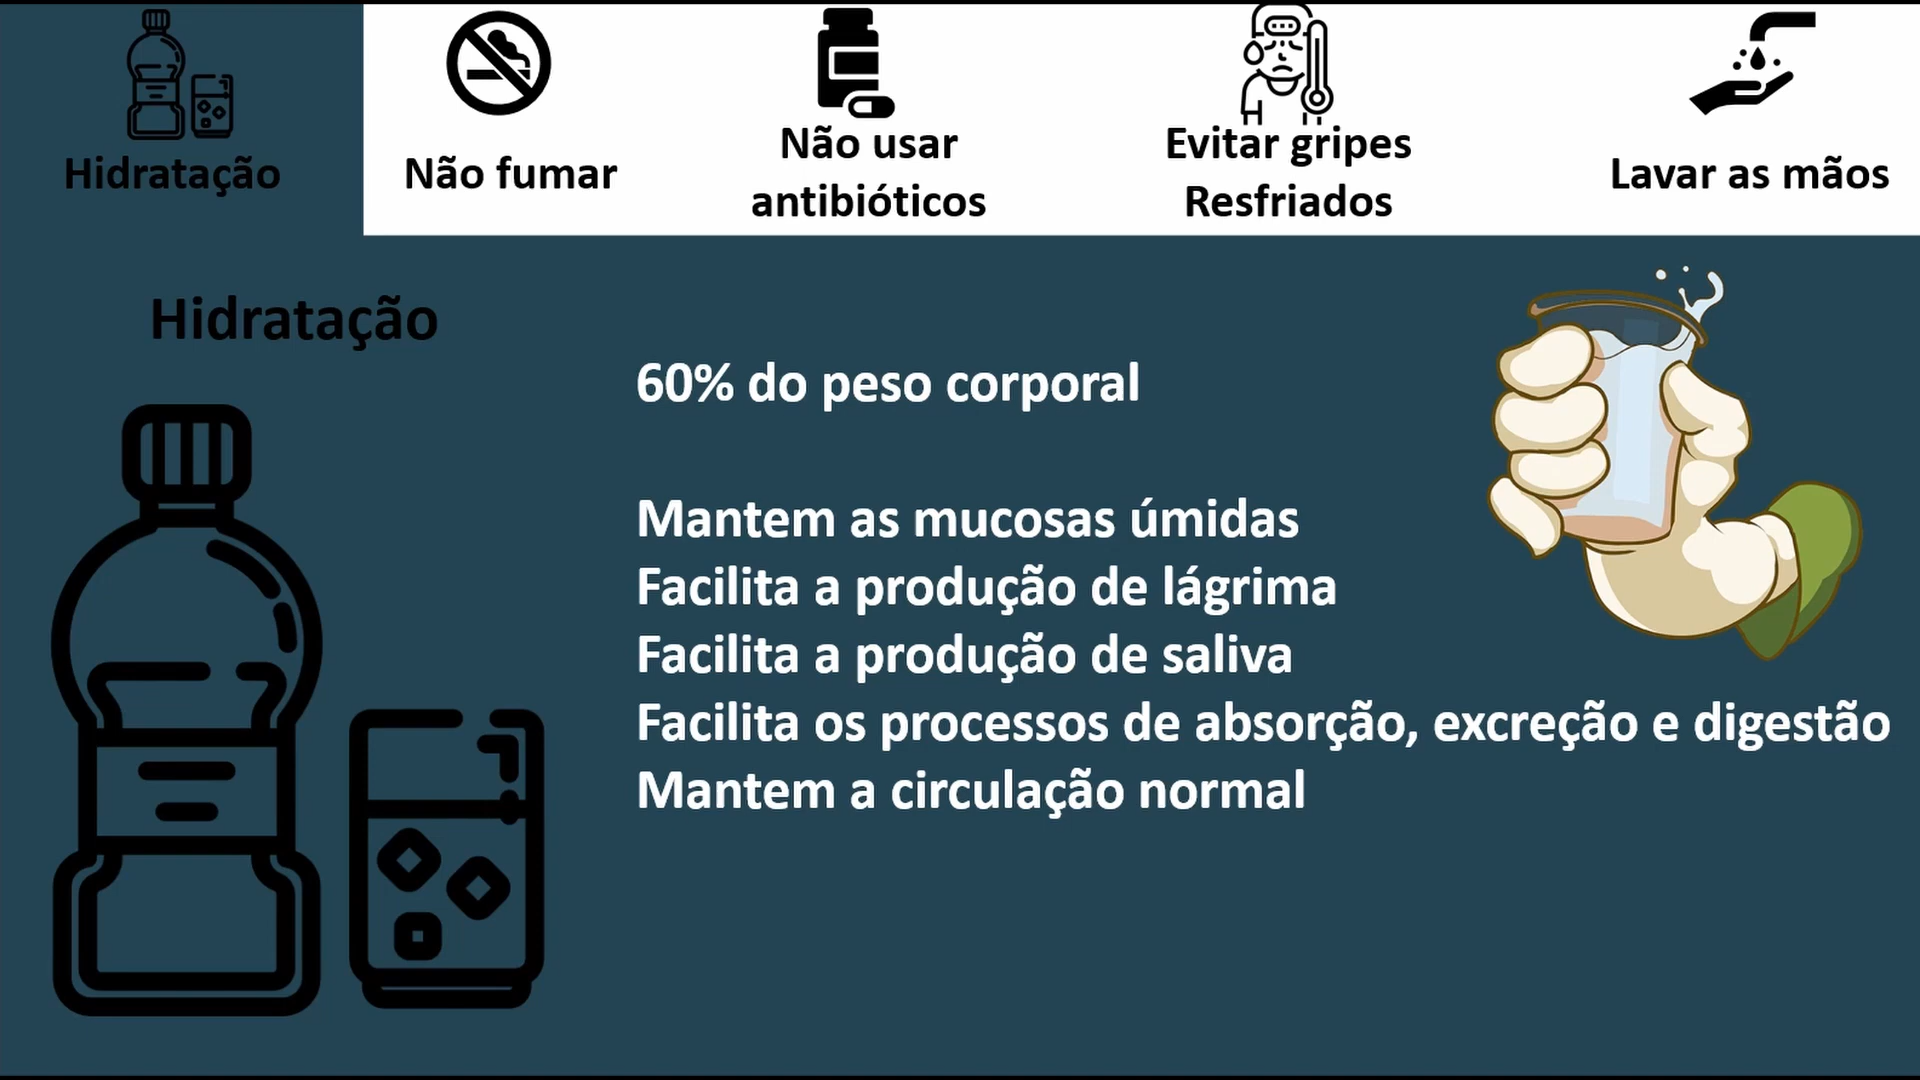 Hidratação
Não fumar
Não usar
antibióticos
Evitar gripes
Resfriados
Lavar as mãos
Hidratação
60% do peso corporal
Mantem as mucosas úmidas
Facilita a produção de lágrima
Facilita a produção de saliva
Facilita os processos de absorção, excreção e digestão
Mantem a circulação normal